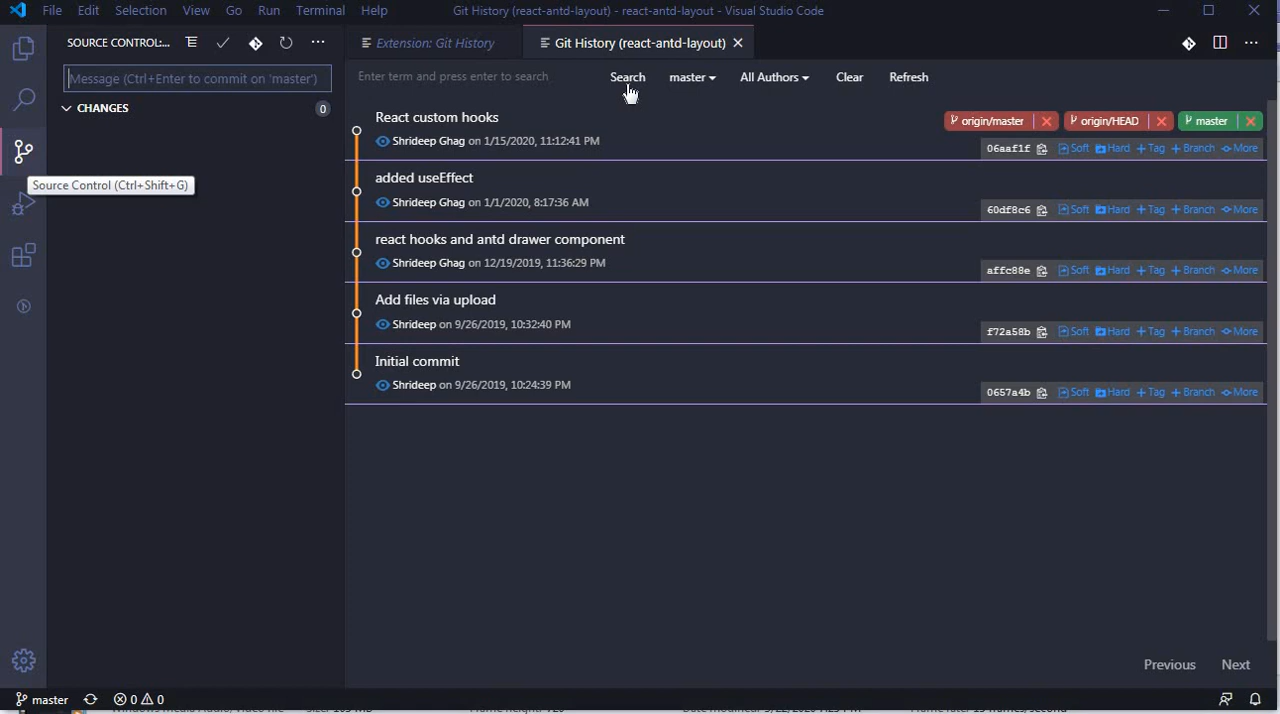 File Edit Selection View Go Run Terminal Help Git History (react-antd-layout) - react-antd-layout - Visual Studio Code
SOURCE CONTROL:... Extension: Git History Git History (react-antd-layout)
Message (Ctrl+Enter to commit on 'master')
Enter term and press enter to search Search master All Authors Clear Refresh
CHANGES 0
Source Control (Ctrl+Shift+G)
React custom hooks origin/master origin/HEAD master
Shrideep Ghag on 1/15/2020, 11:12:41 PM 06aaf1f Soft Hard + Tag + Branch More
added useEffect
Shrideep Ghag on 1/1/2020, 8:17:36 AM 60df8c6 Soft Hard + Tag + Branch More
react hooks and antd drawer component
Shrideep Ghag on 12/19/2019, 11:36:29 PM affc88e Soft Hard + Tag + Branch More
Add files via upload
Shrideep on 9/26/2019, 10:32:40 PM f72a58b Soft Hard + Tag + Branch More
Initial commit
Shrideep on 9/26/2019, 10:24:39 PM 0657a4b Soft Hard + Tag + Branch More
Previous Next
master 0 0